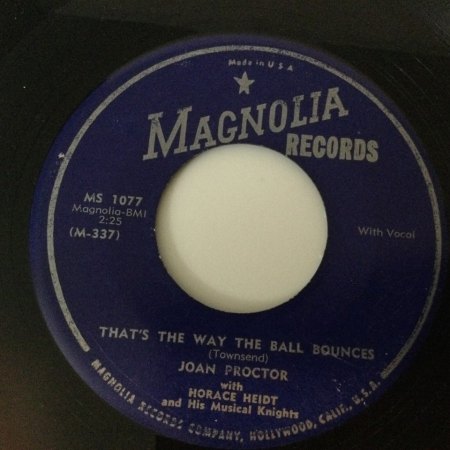 Made in U S A
MAGNOLIA
RECORDS
MS 1077
Magnolia-BMI
2:25
(M-337)
With Vocal
THAT'S THE WAY THE BALL BOUNCES
(Townsend)
JOAN PROCTOR
with
HORACE HEIDT
and His Musical Knights
MAGNOLIA RECORDS COMPANY, HOLLYWOOD, CALIF., U.S.A.